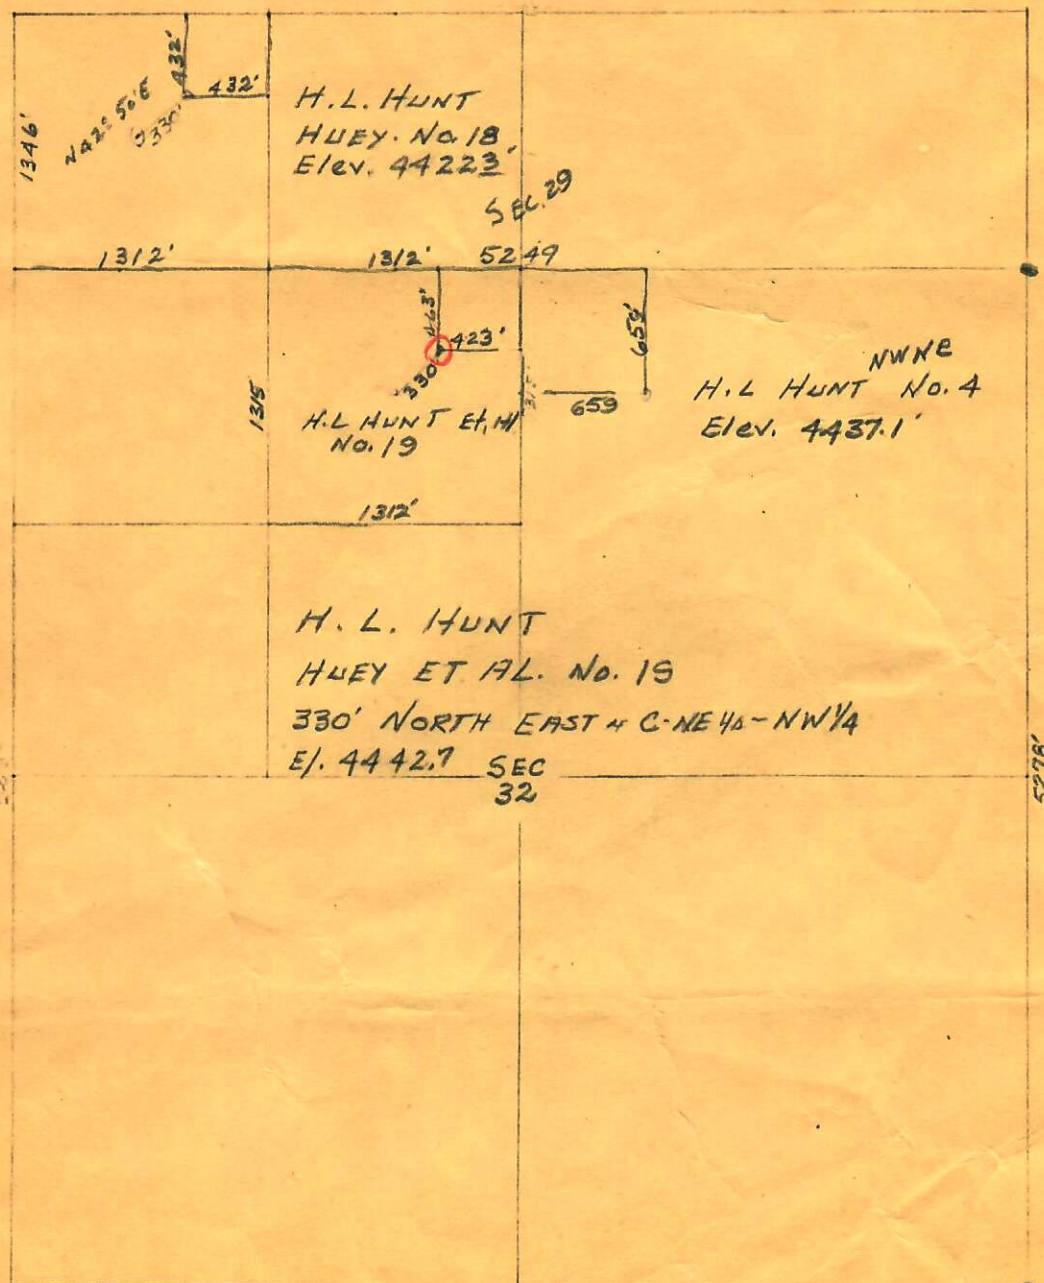 432'
432'
N42° 50'E
330'
1346'
H.L. HUNT
HUEY. No. 18
Elev. 4422.3'
SEC. 29
1312'
1312'
5249
463'
423'
330'
1315
H.L HUNT Et, Al
No. 19
315'
659'
659
NWNE
H.L HUNT No. 4
Elev. 4437.1'
1312'
H. L. HUNT
HUEY ET AL. No. 19
330' NORTH EAST C-NE 1/4-NW 1/4
El. 4442.7
SEC
32
5278'